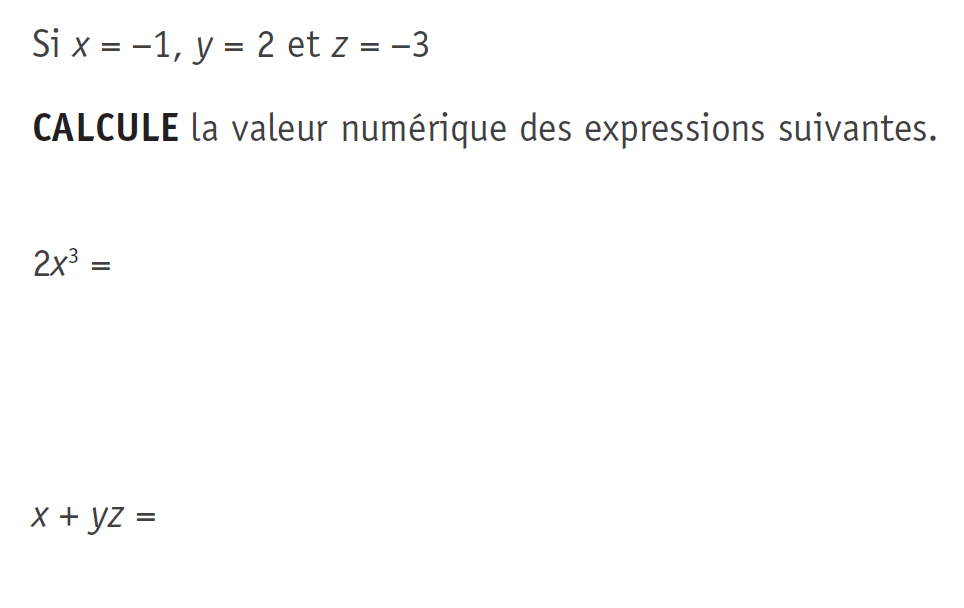 Si x = –1, y = 2 et z = –3
CALCULE la valeur numérique des expressions suivantes.
2x³ =
x + yz =